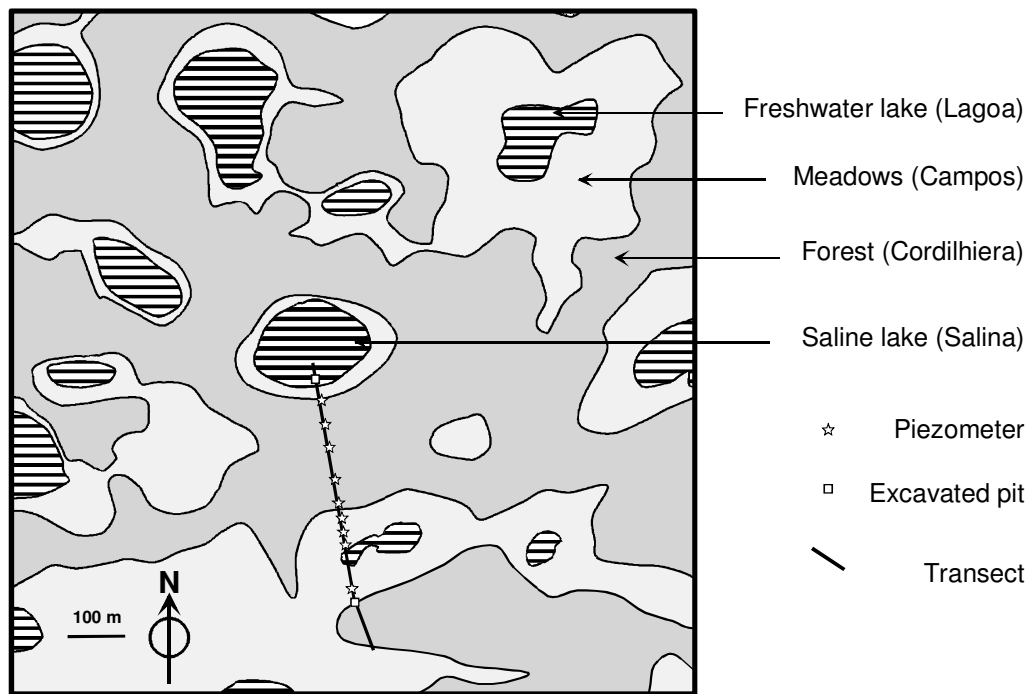 Freshwater lake (Lagoa)
Meadows (Campos)
Forest (Cordilhiera)
Saline lake (Salina)
Piezometer
Excavated pit
Transect
N
100 m